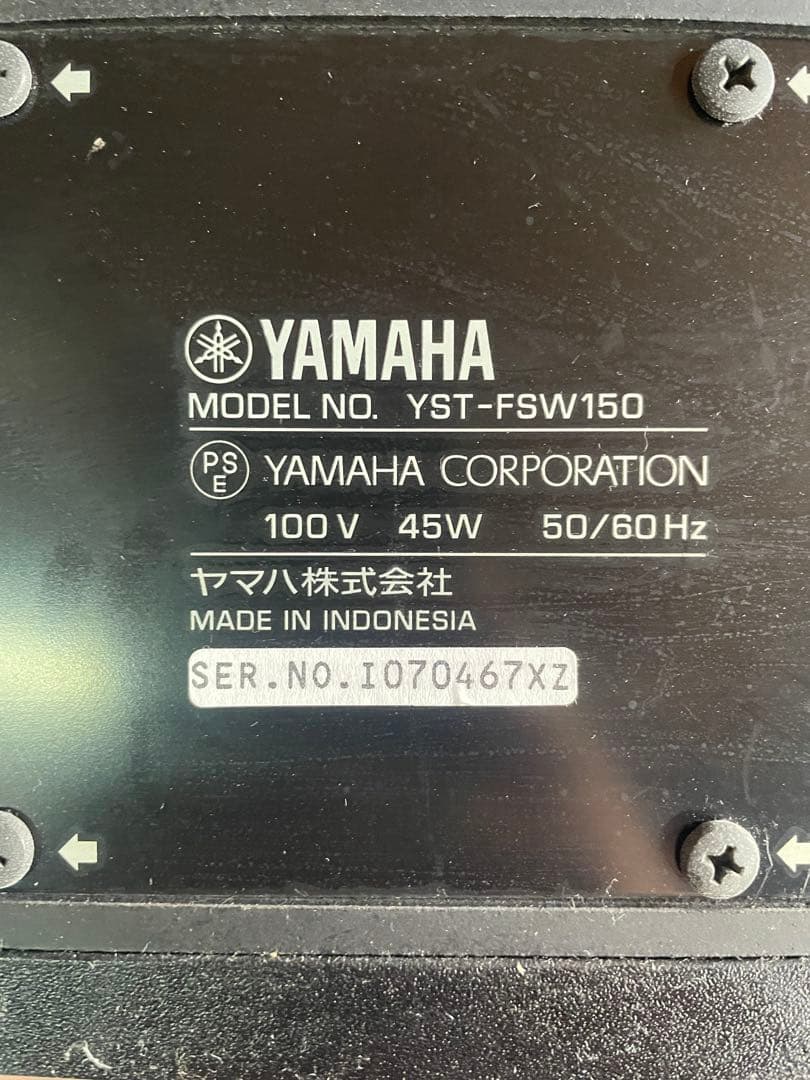 YAMAHA
MODEL NO. YST-FSW150
PSE YAMAHA CORPORATION
100V 45W 50/60Hz
ヤマハ株式会社
MADE IN INDONESIA
SER.NO.I070467XZ